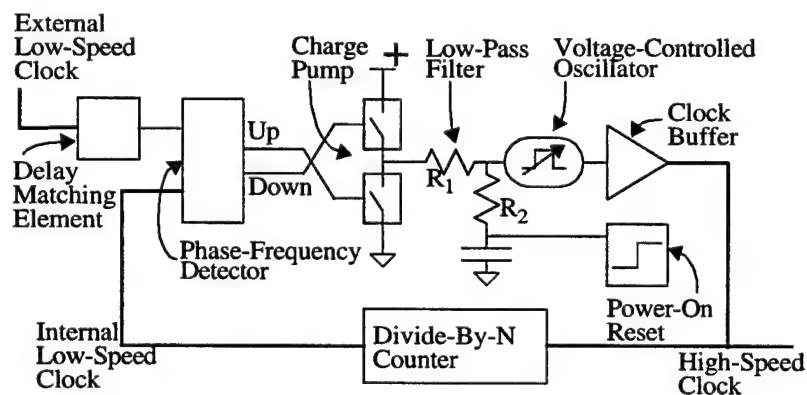 External
Low-Speed
Clock
Charge
Pump
+
Low-Pass
Filter
Voltage-Controlled
Oscillator
Clock
Buffer
Up
Down
Delay
Matching
Element
R1
R2
Phase-Frequency
Detector
Power-On
Reset
Internal
Low-Speed
Clock
Divide-By-N
Counter
High-Speed
Clock